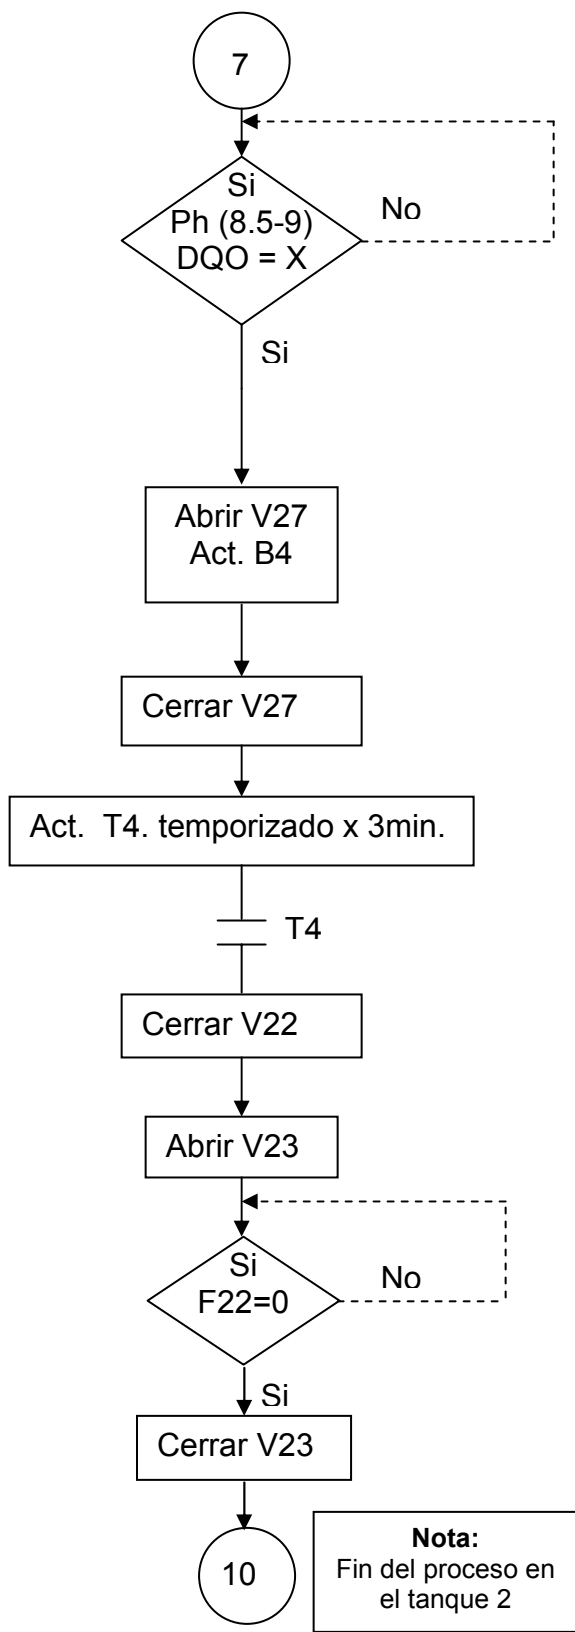 7
Si
Ph (8.5-9)
DQO = X
No
Si
Abrir V27
Act. B4
Cerrar V27
Act. T4. temporizado x 3min.
T4
Cerrar V22
Abrir V23
Si
F22=0
No
Si
Cerrar V23
10
Nota:
Fin del proceso en
el tanque 2